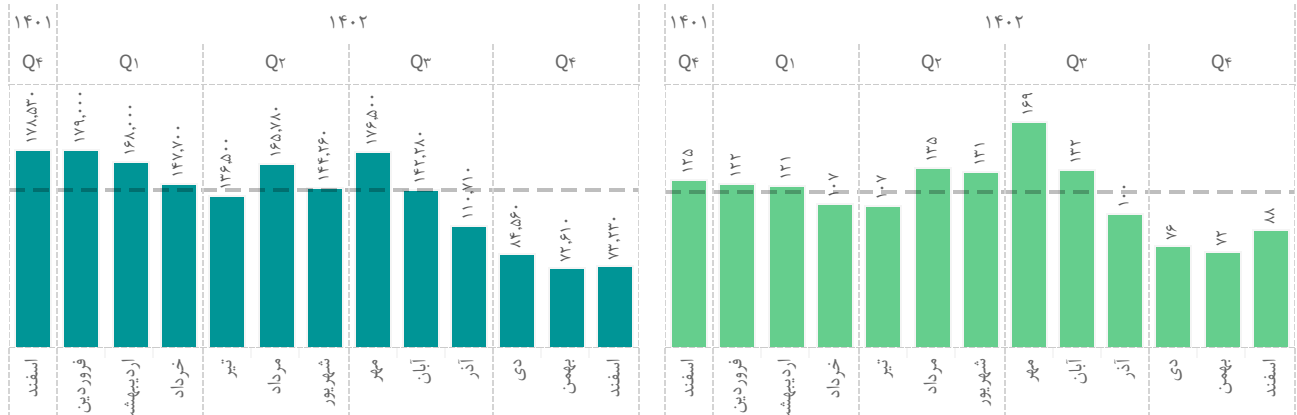 ۱۴۰۱ ۱۴۰۲
Q۴ Q۱ Q۲ Q۳ Q۴
۱۷۸,۵۳۰ ۱۷۹,۰۰۰ ۱۶۸,۰۰۰ ۱۴۷,۷۰۰ ۱۳۶,۵۰۰ ۱۶۵,۷۸۰ ۱۴۴,۲۶۰ ۱۷۶,۵۰۰ ۱۴۲,۲۸۰ ۱۱۰,۷۱۰ ۸۴,۵۶۰ ۷۲,۶۱۰ ۷۳,۲۳۰
اسفند فروردین اردیبهش خرداد تیر مرداد شهریور مهر آبان آذر دی بهمن اسفند
۱۴۰۱ ۱۴۰۲
Q۴ Q۱ Q۲ Q۳ Q۴
۱۲۵ ۱۲۲ ۱۲۱ ۱۰۷ ۱۰۷ ۱۳۵ ۱۳۱ ۱۶۹ ۱۳۲ ۱۰۰ ۷۶ ۷۲ ۸۸
اسفند فروردین اردیبهش خرداد تیر مرداد شهریور مهر آبان آذر دی بهمن اسفند